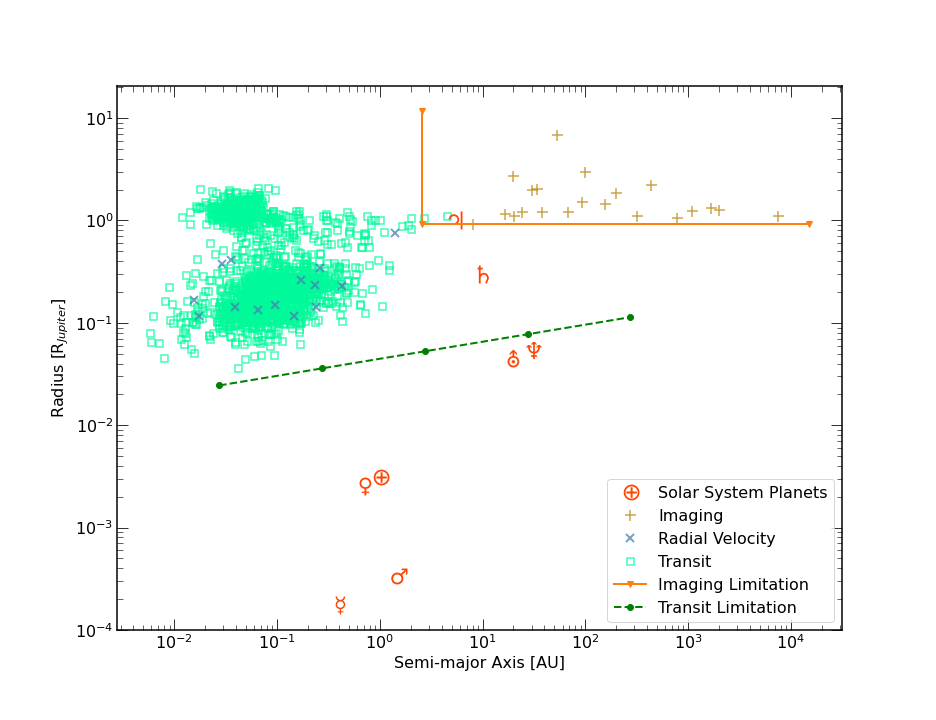 10¹
10⁰
10⁻¹
10⁻²
10⁻³
10⁻⁴
Radius [R_Jupiter]
10⁻²
10⁻¹
10⁰
10¹
10²
10³
10⁴
Semi-major Axis [AU]
Solar System Planets
Imaging
Radial Velocity
Transit
Imaging Limitation
Transit Limitation